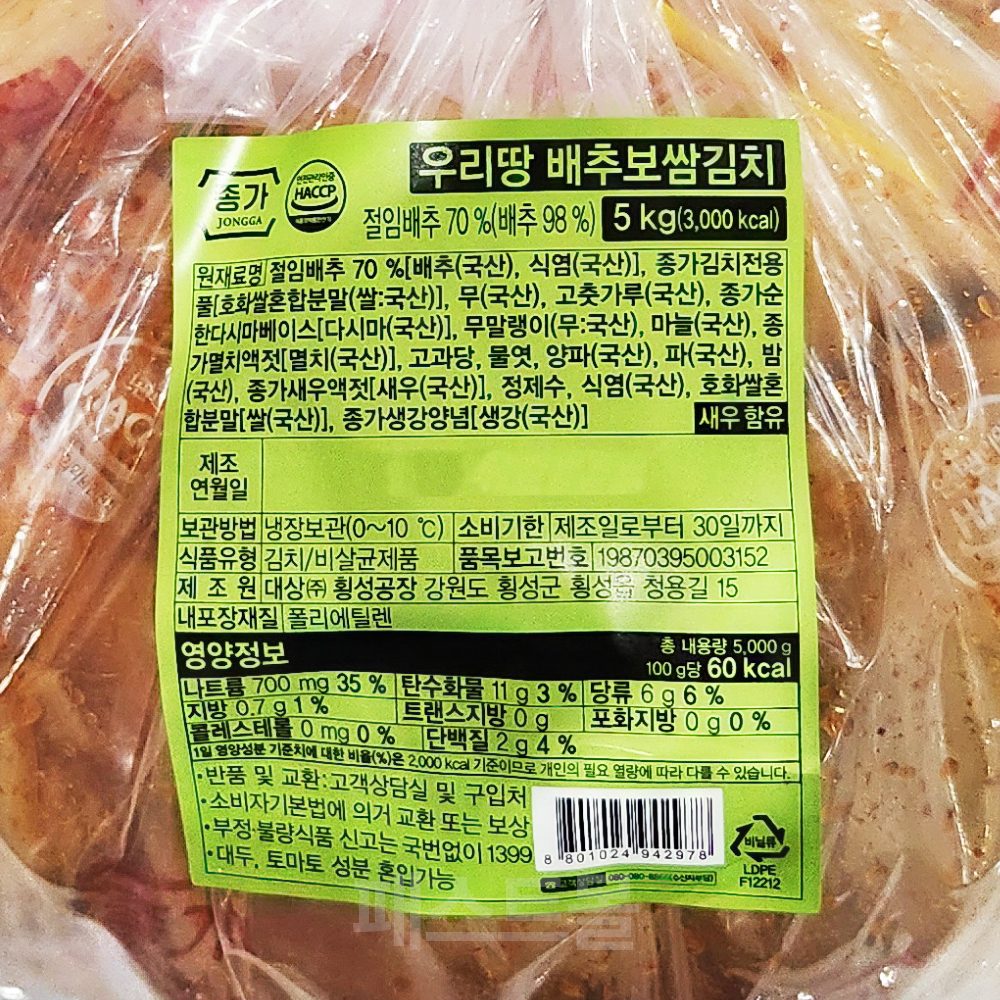 종가
JONGGA
안전관리인증
HACCP
우리땅 배추보쌈김치
절임배추 70 %(배추 98 %) 5 kg(3,000 kcal)
원재료명 절임배추 70 %[배추(국산), 식염(국산)], 종가김치전용
풀[호화쌀혼합분말(쌀:국산)], 무(국산), 고춧가루(국산), 종가순
한다시마베이스[다시마(국산)], 무말랭이(무:국산), 마늘(국산), 종
가멸치액젓[멸치(국산)], 고과당, 물엿, 양파(국산), 파(국산), 밤
(국산), 종가새우액젓[새우(국산)], 정제수, 식염(국산), 호화쌀혼
합분말[쌀(국산)], 종가생강양념[생강(국산)] 새우 함유
제조
연월일
보관방법 냉장보관(0~10 ℃) 소비기한 제조일로부터 30일까지
식품유형 김치/비살균제품 품목보고번호 19870395003152
제 조 원 대상㈜ 횡성공장 강원도 횡성군 횡성읍 청용길 15
내포장재질 폴리에틸렌
영양정보 총 내용량 5,000 g
100 g당 60 kcal
나트륨 700 mg 35 % 탄수화물 11 g 3 % 당류 6 g 6 %
지방 0.7 g 1 % 트랜스지방 0 g 포화지방 0 g 0 %
콜레스테롤 0 mg 0 % 단백질 2 g 4 %
1일 영양성분 기준치에 대한 비율(%)은 2,000 kcal 기준이므로 개인의 필요 열량에 따라 다를 수 있습니다.
·반품 및 교환:고객상담실 및 구입처
·소비자기본법에 의거 교환 또는 보상
·부정·불량식품 신고는 국번없이 1399
·대두, 토마토 성분 혼입가능
8 801024 942978
비닐류
LDPE
F12212
고객상담실
패스트몰